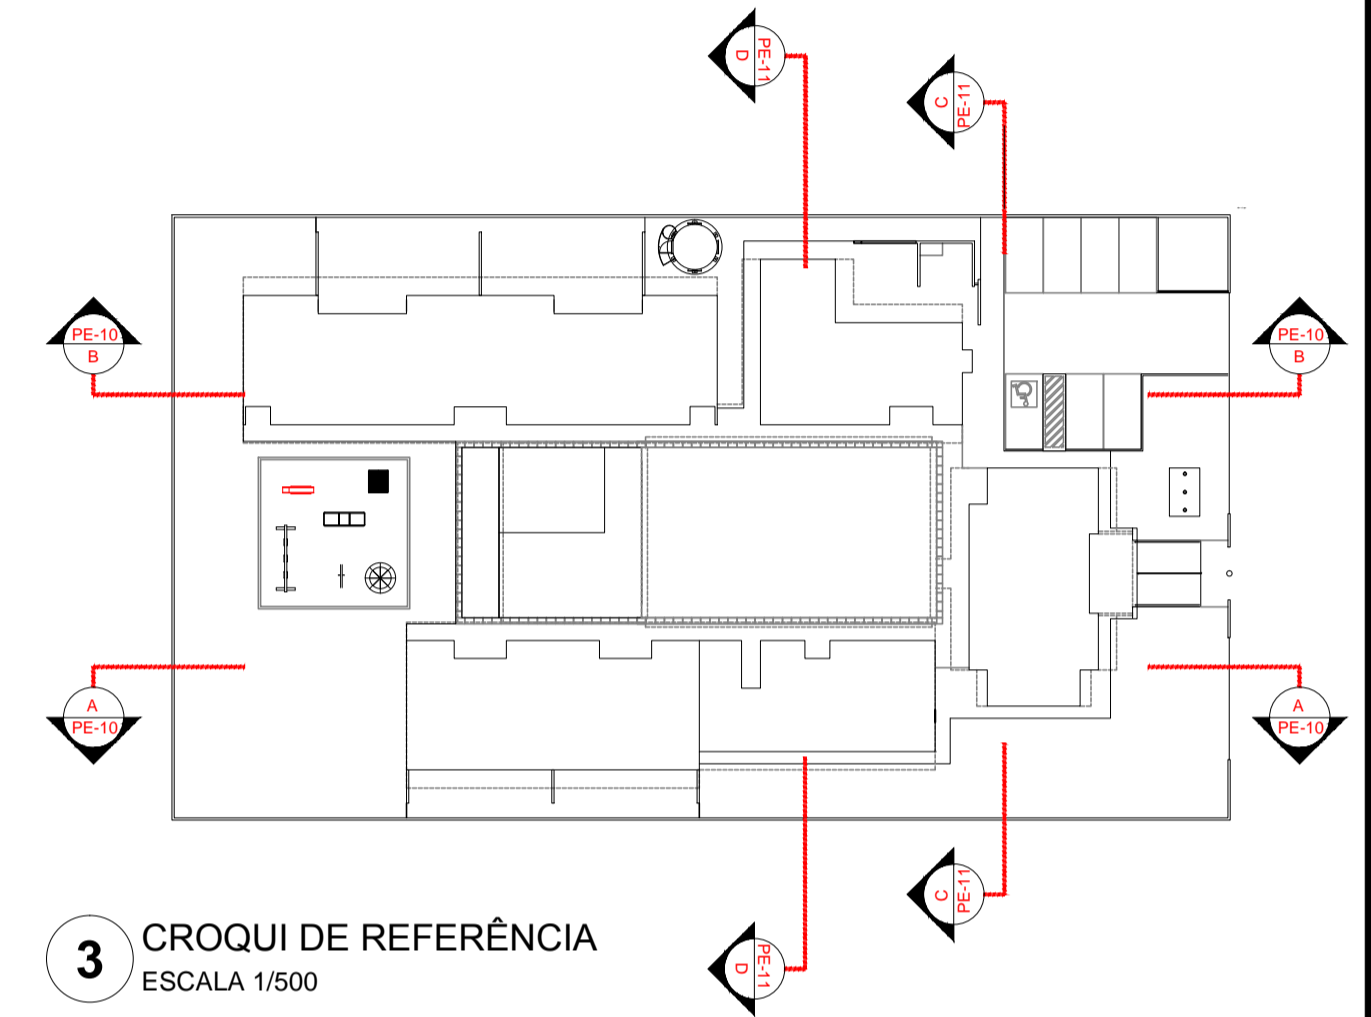 PE-11
D
C
PE-11
PE-10
B
PE-10
B
A
PE-10
A
PE-10
C
PE-11
PE-11
D
3
CROQUI DE REFERÊNCIA
ESCALA 1/500